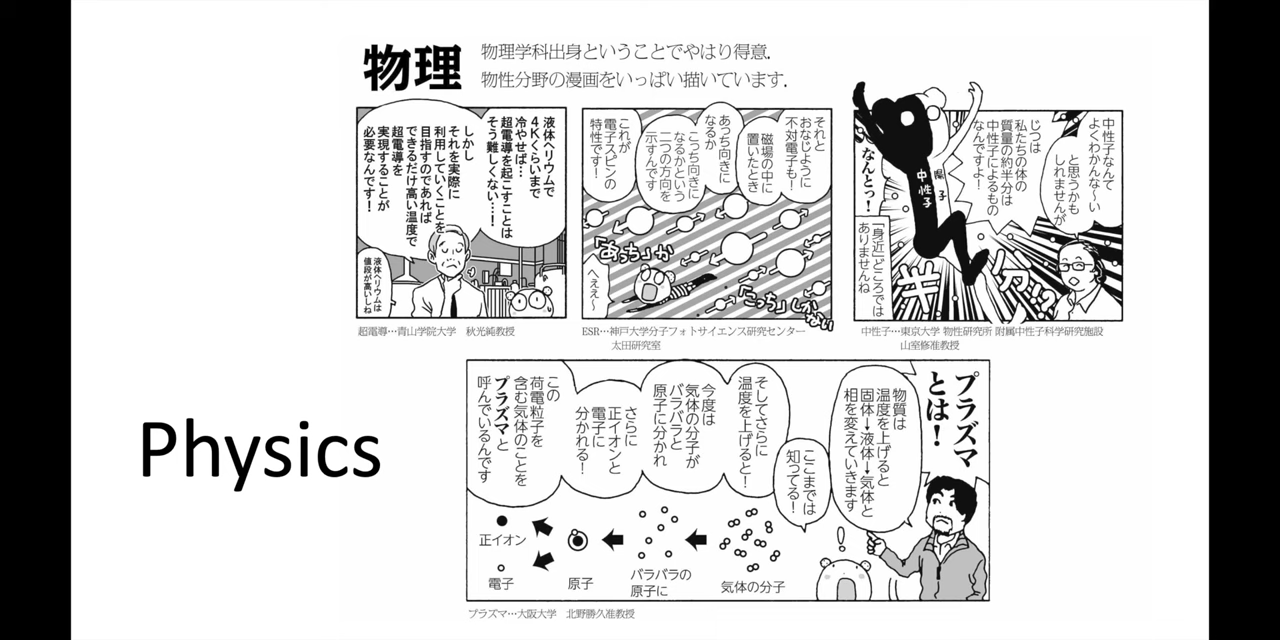 物理
物理学科出身ということでやはり得意.
物性分野の漫画をいっぱい描いています.
液体ヘリウムで
4Kくらいまで
冷やせば…
超電導を起こすことは
そう難しくない…!
しかし
それを実際に
利用していくことを
目指すのであれば
できるだけ高い温度で
超電導を
実現することが
必要なんです!
液体ヘリウムは
値段が高いしね
超電導…青山学院大学 秋光純教授
それと
おなじように
不対電子も!
磁場の中に
置いたとき
あっち向きに
なるか
こっち向きに
なるかという
二つの方向を
示すんです
これが
電子スピンの
特性です!
「あっち」か
へええ〜
「こっち」しかない
ESR…神戸大学分子フォトサイエンス研究センター
太田研究室
中性子なんて
よくわかんな〜い
と思うかも
しれませんが
じつは
私たちの体の
質量の約半分は
中性子によるもの
なんですよ!
陽子
中性子
なんとっ!
半分!?
「身近」どころでは
ありませんね
中性子…東京大学 物性研究所 附属中性子科学研究施設
山室修准教授
Physics
プラズマ
とは!
物質は
温度を上げると
固体→液体→気体と
相を変えていきます
ここまでは
知ってる!
そしてさらに
温度を上げると!
今度は
気体の分子が
バラバラと
原子に分かれ
さらに
正イオンと
電子に
分かれる!
この
荷電粒子を
含む気体のことを
プラズマと
呼んでいるんです
!
正イオン
電子
原子
バラバラの
原子に
気体の分子
プラズマ…大阪大学 北野勝久准教授